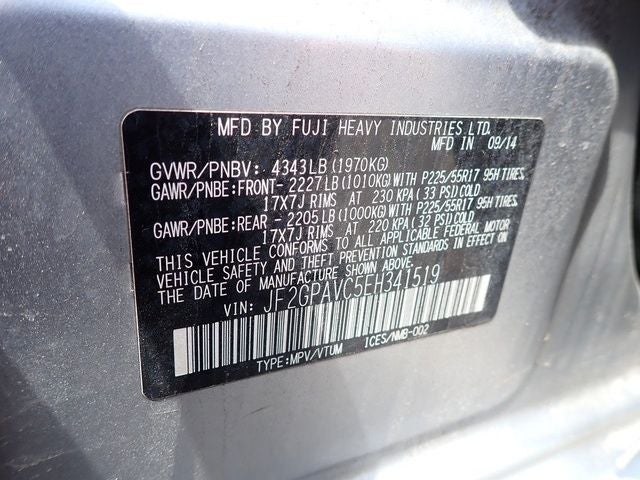 MFD BY FUJI HEAVY INDUSTRIES LTD.
MFD IN 09/14
GVWR/PNBV: 4343LB (1970KG)
GAWR/PNBE:FRONT- 2227LB (1010KG) WITH P225/55R17 95H TIRES,
17X7J RIMS AT 230 KPA (33 PSI) COLD
GAWR/PNBE:REAR - 2205LB (1000KG) WITH P225/55R17 95H TIRES,
17X7J RIMS AT 220 KPA (32 PSI) COLD
THIS VEHICLE CONFORMS TO ALL APPLICABLE FEDERAL MOTOR
VEHICLE SAFETY AND THEFT PREVENTION STANDARDS IN EFFECT ON
THE DATE OF MANUFACTURE SHOWN ABOVE.
VIN: JF2GPAVC5EH341519
TYPE:MPV/VTUM ICES/NMB-002